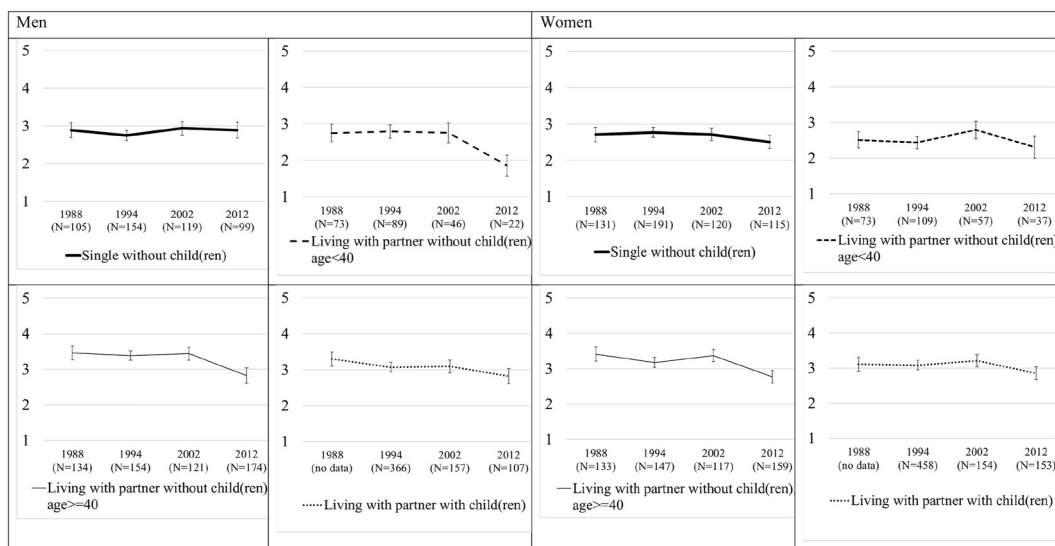 Men
Women
5
4
3
2
1
1988 1994 2002 2012
(N=105) (N=154) (N=119) (N=99)
Single without child(ren)
5
4
3
2
1
1988 1994 2002 2012
(N=73) (N=89) (N=46) (N=22)
Living with partner without child(ren)
age<40
5
4
3
2
1
1988 1994 2002 2012
(N=131) (N=191) (N=120) (N=115)
Single without child(ren)
5
4
3
2
1
1988 1994 2002 2012
(N=73) (N=109) (N=57) (N=37)
Living with partner without child(ren)
age<40
5
4
3
2
1
1988 1994 2002 2012
(N=134) (N=154) (N=121) (N=174)
Living with partner without child(ren)
age>=40
5
4
3
2
1
1988 1994 2002 2012
(no data) (N=366) (N=157) (N=107)
Living with partner with child(ren)
5
4
3
2
1
1988 1994 2002 2012
(N=133) (N=147) (N=117) (N=159)
Living with partner without child(ren)
age>=40
5
4
3
2
1
1988 1994 2002 2012
(no data) (N=458) (N=154) (N=153)
Living with partner with child(ren)